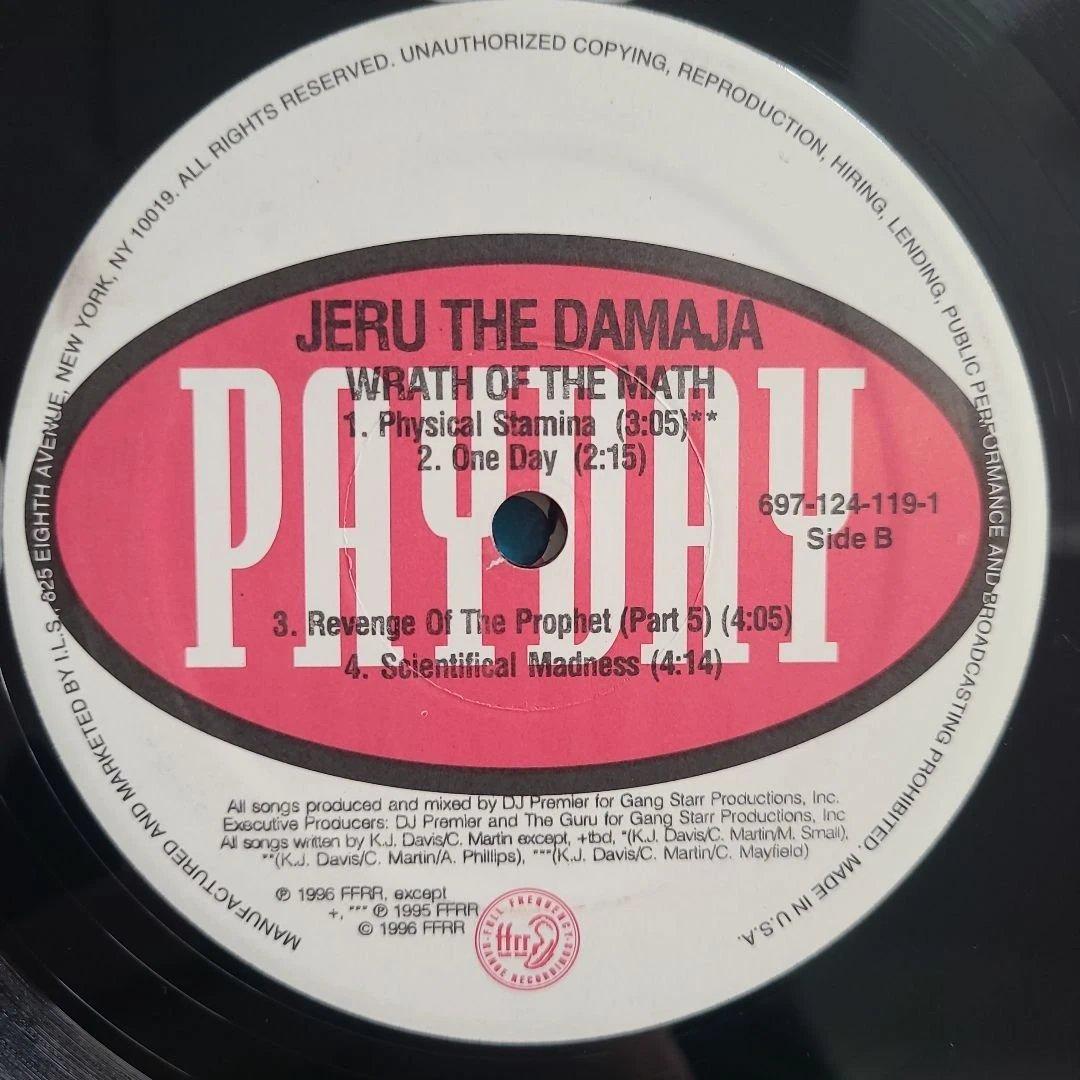 MANUFACTURED AND MARKETED BY I.L.S., 825 EIGHTH AVENUE, NEW YORK, NY 10019. ALL RIGHTS RESERVED. UNAUTHORIZED COPYING, REPRODUCTION, HIRING, LENDING, PUBLIC PERFORMANCE AND BROADCASTING PROHIBITED. MADE IN U.S.A.
JERU THE DAMAJA
PAYDAY
WRATH OF THE MATH
1. Physical Stamina (3:05)**
2. One Day (2:15)
697-124-119-1
Side B
3. Revenge Of The Prophet (Part 5) (4:05)
4. Scientifical Madness (4:14)
All songs produced and mixed by DJ Premier for Gang Starr Productions, Inc.
Executive Producers: DJ Premier and The Guru for Gang Starr Productions, Inc
All songs written by K.J. Davis/C. Martin except, +tbd, *(K.J. Davis/C. Martin/M. Small),
**(K.J. Davis/C. Martin/A. Phillips), ***(K.J. Davis/C. Martin/C. Mayfield)
℗ 1996 FFRR, except
+, *** ℗ 1995 FFRR
© 1996 FFRR
FULL FREQUENCY
ffrr
RANGE RECORDINGS